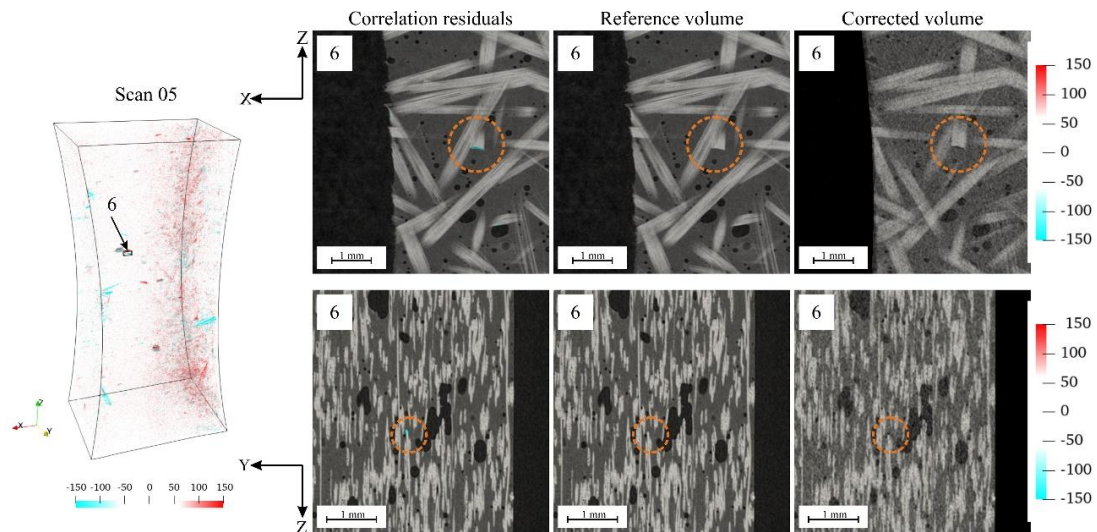 Correlation residuals
Reference volume
Corrected volume
Scan 05
Z
X
6
6
6
6
1 mm
1 mm
1 mm
150
100
50
0
-50
-100
-150
Y
Z
6
6
6
1 mm
1 mm
1 mm
150
100
50
0
-50
-100
-150
Z
X
Y
-150 -100 -50 0 50 100 150